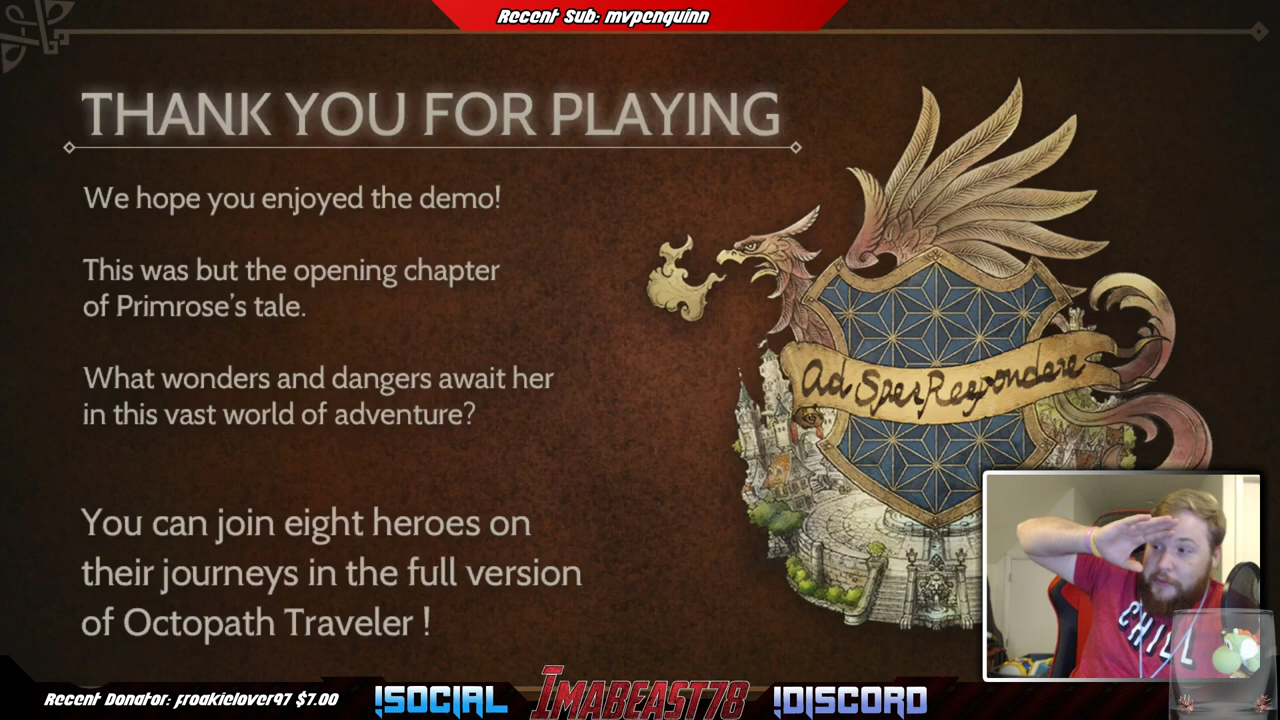 Recent Sub: mvpenquinn
THANK YOU FOR PLAYING
We hope you enjoyed the demo!
This was but the opening chapter
of Primrose's tale.
What wonders and dangers await her
in this vast world of adventure?
You can join eight heroes on
their journeys in the full version
of Octopath Traveler !
Ad Spes Respondere
CHILL
Recent Donator: froakielover97 $7.00
!SOCIAL
IMABEAST78
!DISCORD